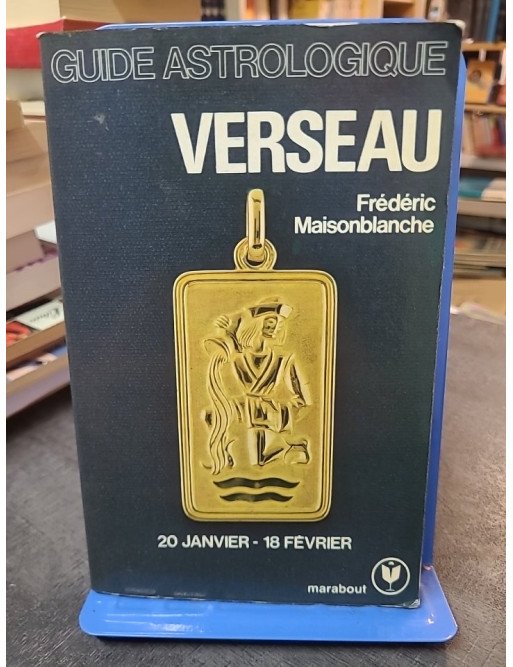 GUIDE ASTROLOGIQUE
VERSEAU
Frédéric
Maisonblanche
20 JANVIER - 18 FÉVRIER
marabout